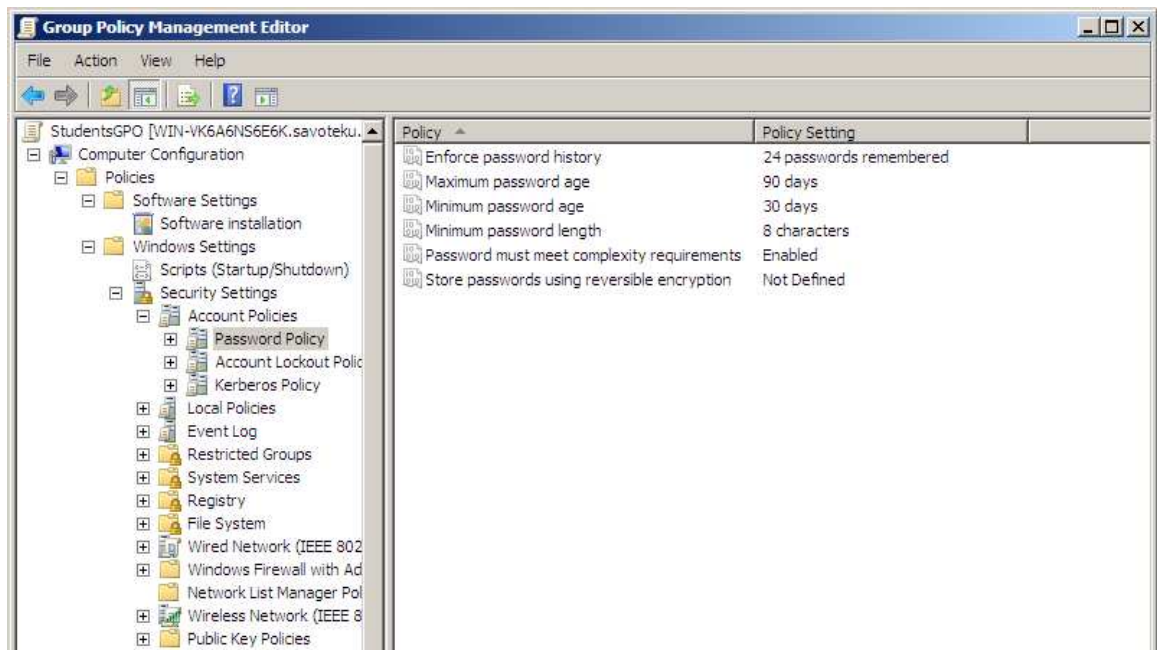 Group Policy Management Editor
File Action View Help
StudentsGPO [WIN-VK6A6NS6E6K.savoteku.
Computer Configuration
Policies
Software Settings
Software installation
Windows Settings
Scripts (Startup/Shutdown)
Security Settings
Account Policies
Password Policy
Account Lockout Polic
Kerberos Policy
Local Policies
Event Log
Restricted Groups
System Services
Registry
File System
Wired Network (IEEE 802
Windows Firewall with Ad
Network List Manager Pol
Wireless Network (IEEE 8
Public Key Policies
Policy Policy Setting
Enforce password history 24 passwords remembered
Maximum password age 90 days
Minimum password age 30 days
Minimum password length 8 characters
Password must meet complexity requirements Enabled
Store passwords using reversible encryption Not Defined